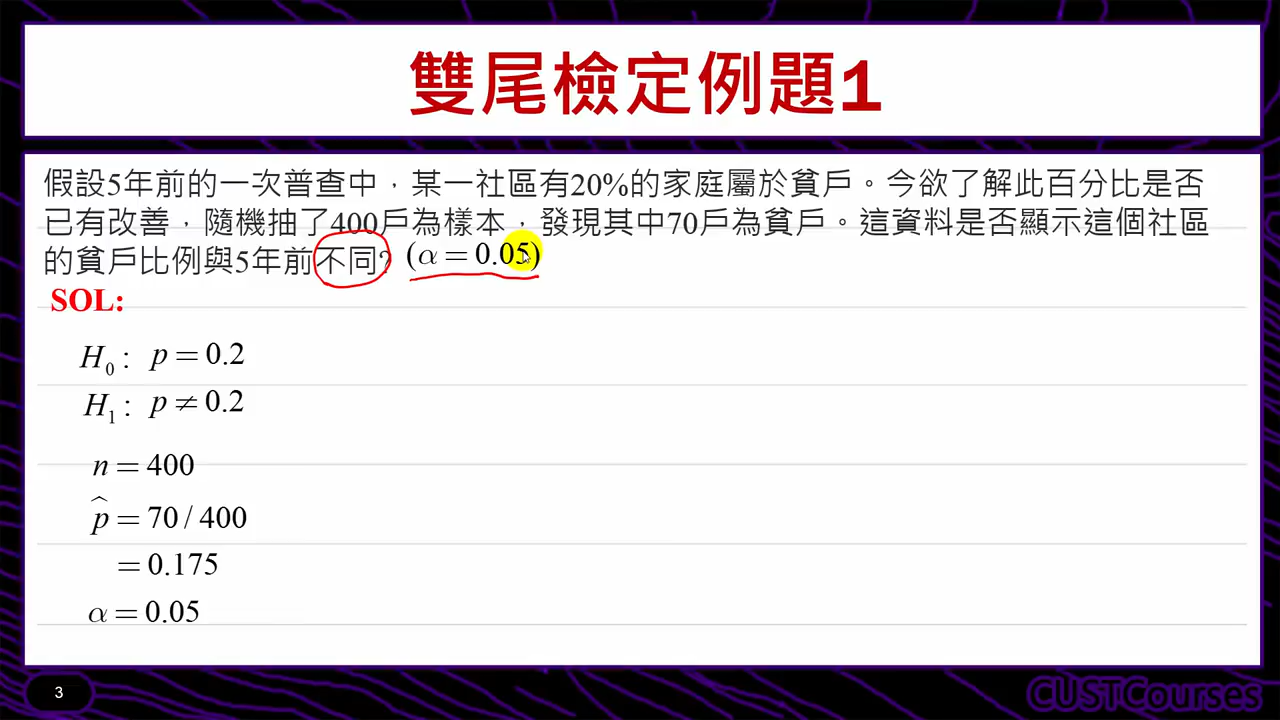 雙尾檢定例題1
假設5年前的一次普查中，某一社區有20%的家庭屬於貧戶。今欲了解此百分比是否
已有改善，隨機抽了400戶為樣本，發現其中70戶為貧戶。這資料是否顯示這個社區
的貧戶比例與5年前不同? (α = 0.05)
SOL:
H₀ : p = 0.2
H₁ : p ≠ 0.2
n = 400
p̂ = 70 / 400
= 0.175
α = 0.05
3
CUSTCourses